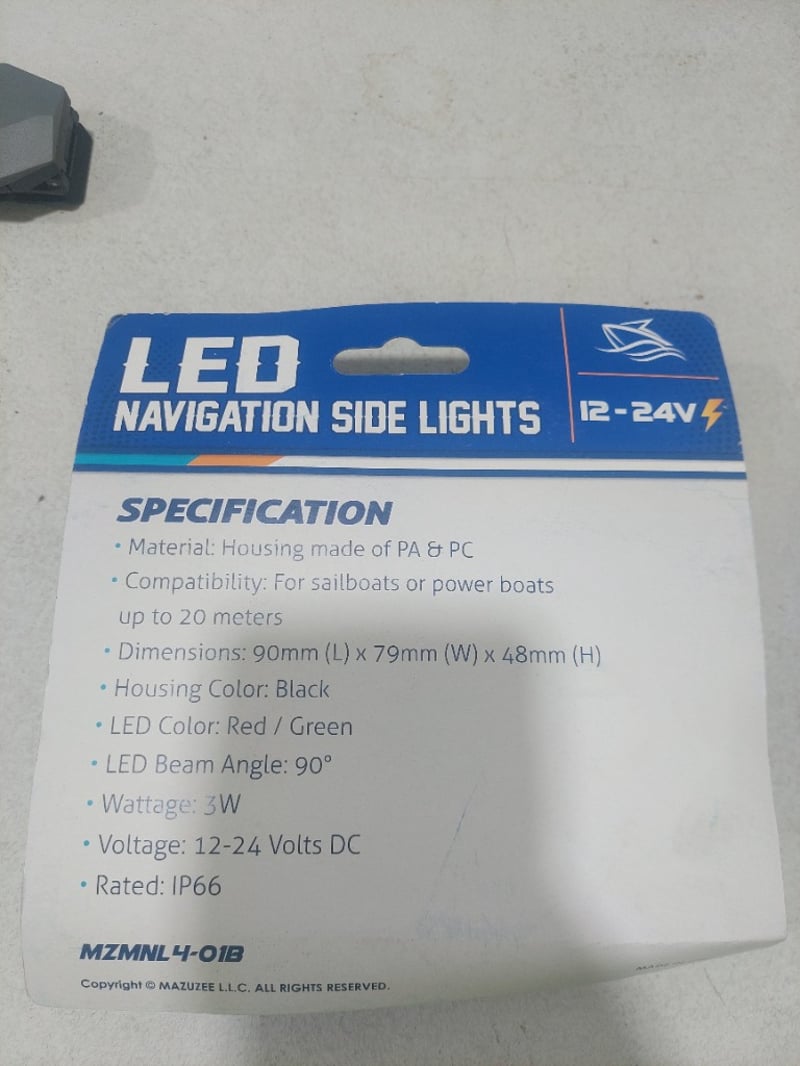 LED
NAVIGATION SIDE LIGHTS
12-24V
SPECIFICATION
• Material: Housing made of PA & PC
• Compatibility: For sailboats or power boats
up to 20 meters
• Dimensions: 90mm (L) x 79mm (W) x 48mm (H)
• Housing Color: Black
• LED Color: Red / Green
• LED Beam Angle: 90°
• Wattage: 3W
• Voltage: 12-24 Volts DC
• Rated: IP66
MZMNL4-01B
Copyright © MAZUZEE L.L.C. ALL RIGHTS RESERVED.